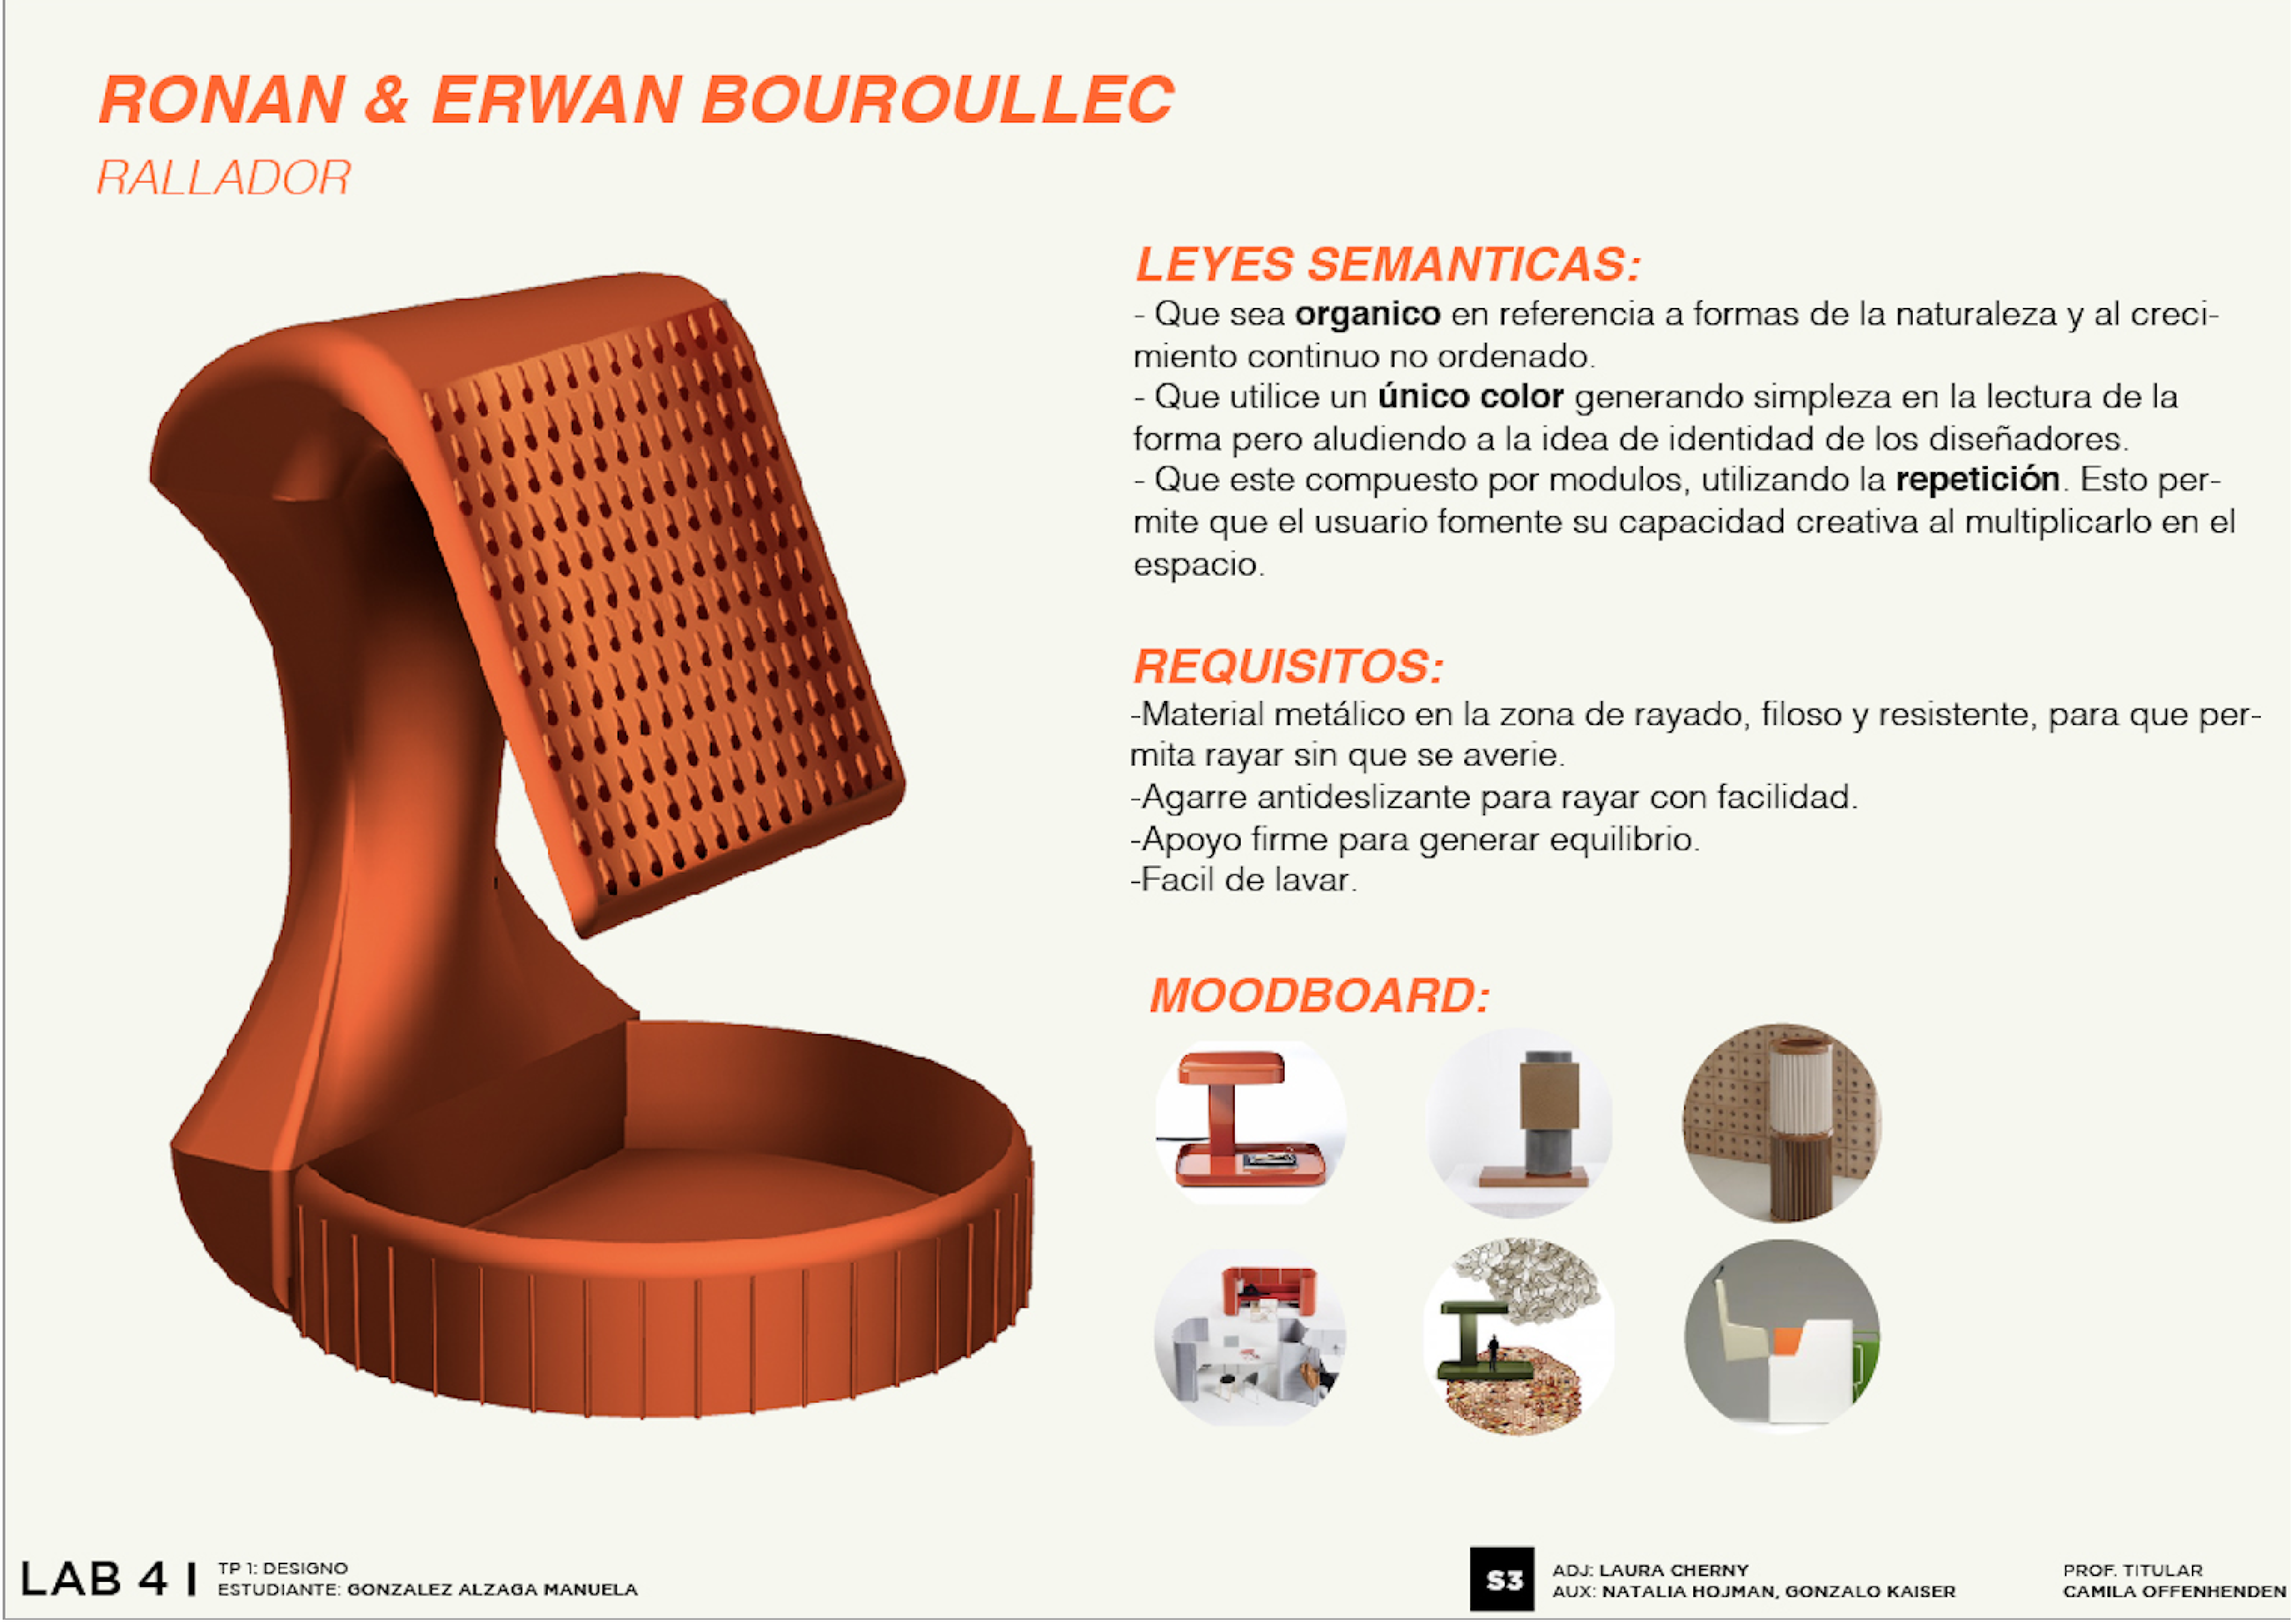 RONAN & ERWAN BOUROULLEC
RALLADOR
LEYES SEMANTICAS:
- Que sea organico en referencia a formas de la naturaleza y al creci-
miento continuo no ordenado.
- Que utilice un único color generando simpleza en la lectura de la
forma pero aludiendo a la idea de identidad de los diseñadores.
- Que este compuesto por modulos, utilizando la repetición. Esto per-
mite que el usuario fomente su capacidad creativa al multiplicarlo en el
espacio.
REQUISITOS:
-Material metálico en la zona de rayado, filoso y resistente, para que per-
mita rayar sin que se averie.
-Agarre antideslizante para rayar con facilidad.
-Apoyo firme para generar equilibrio.
-Facil de lavar.
MOODBOARD:
LAB 4 |
TP 1: DESIGNO
ESTUDIANTE: GONZALEZ ALZAGA MANUELA
S3
ADJ: LAURA CHERNY
AUX: NATALIA HOJMAN, GONZALO KAISER
PROF. TITULAR
CAMILA OFFENHENDEN